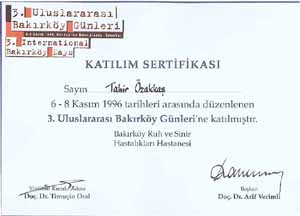 3. Uluslararası
Bakırköy Günleri
3. International
Bakırköy Days
KATILIM SERTİFİKASI
Sayın Tahir Özakkaş
6 - 8 Kasım 1996 tarihleri arasında düzenlenen
3. Uluslararası Bakırköy Günleri'ne katılmıştır.
Bakırköy Ruh ve Sinir
Hastalıkları Hastanesi
Doç. Dr. Timuçin Oral
Başkan
Doç. Dr. Arif Verimli